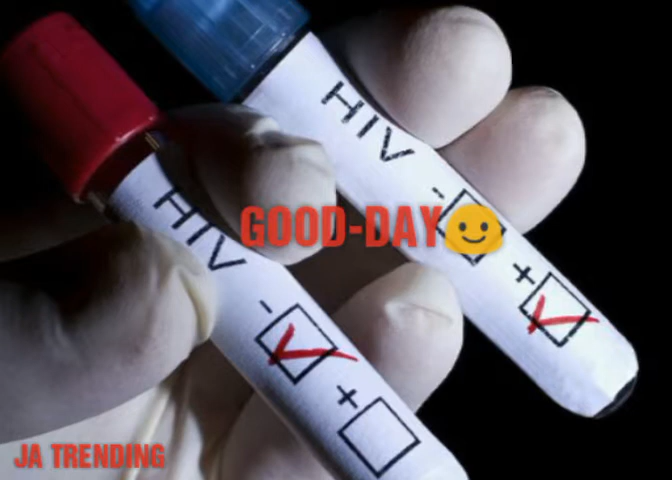 HIV
- +
HIV
- +
GOOD-DAY🙂
JA TRENDING